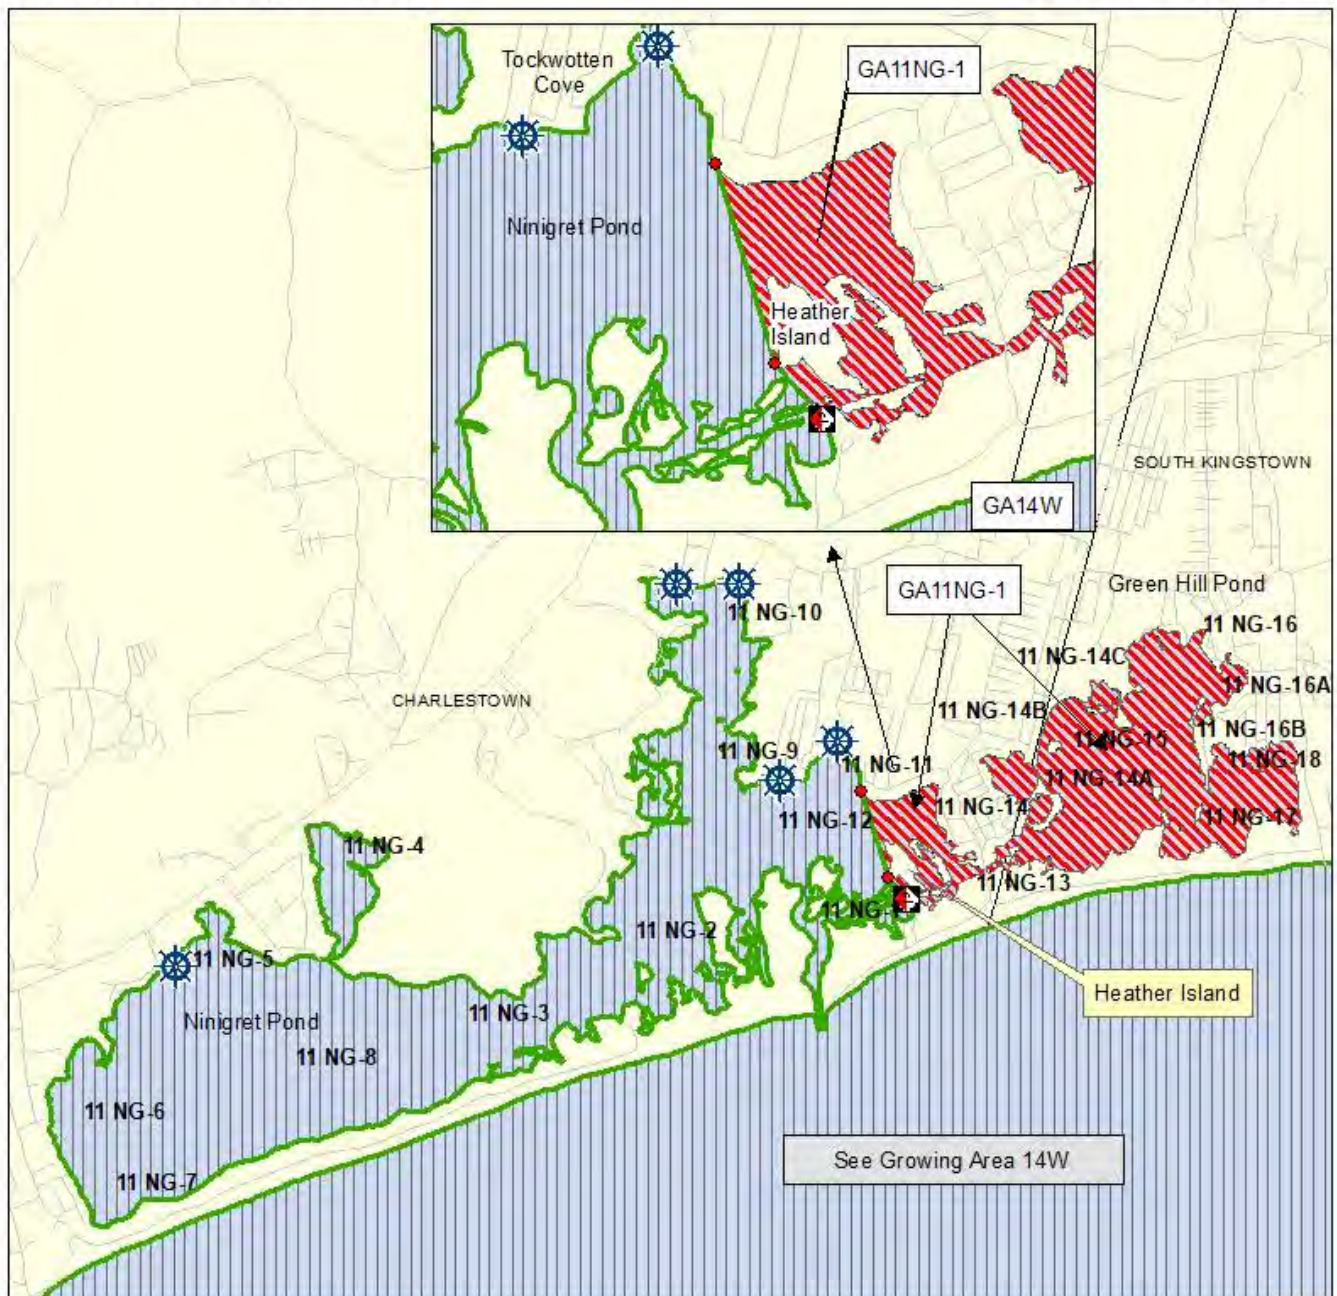 Tockwotten
Cove
GA11NG-1
Ninigret Pond
Heather
Island
GA14W
SOUTH KINGSTOWN
Green Hill Pond
GA11NG-1
11 NG-10
11 NG-16
11 NG-14C
11 NG-16A
CHARLESTOWN
11 NG-14B
11 NG-16B
11 NG-15
11 NG-9
11 NG-11
11 NG-18
11 NG-14A
11 NG-14
11 NG-12
11 NG-17
11 NG-4
11 NG-13
11 NG-2
11 NG-5
Heather Island
11 NG-3
Ninigret Pond
11 NG-8
11 NG-6
See Growing Area 14W
11 NG-7